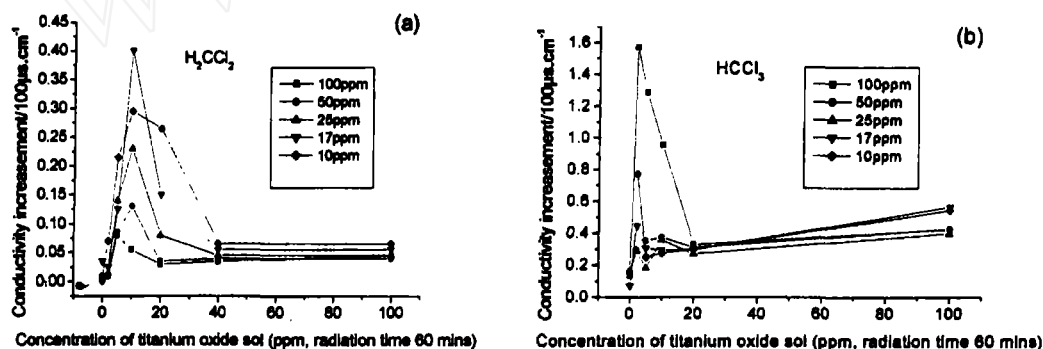 (a)
H₂CCl₂
100ppm
50ppm
25ppm
17ppm
10ppm
0.45
0.40
0.35
0.30
0.25
0.20
0.15
0.10
0.05
0.00
0
20
40
60
80
100
Conductivity increasement/100µs.cm⁻¹
Concentration of titanium oxide sol (ppm, radiation time 60 mins)
(b)
HCCl₃
100ppm
50ppm
25ppm
17ppm
10ppm
1.6
1.4
1.2
1.0
0.8
0.6
0.4
0.2
0.0
0
20
40
60
80
100
Conductivity increasement/100µs.cm⁻¹
Concentration of titanium oxide sol (ppm, radiation time 60 mins)